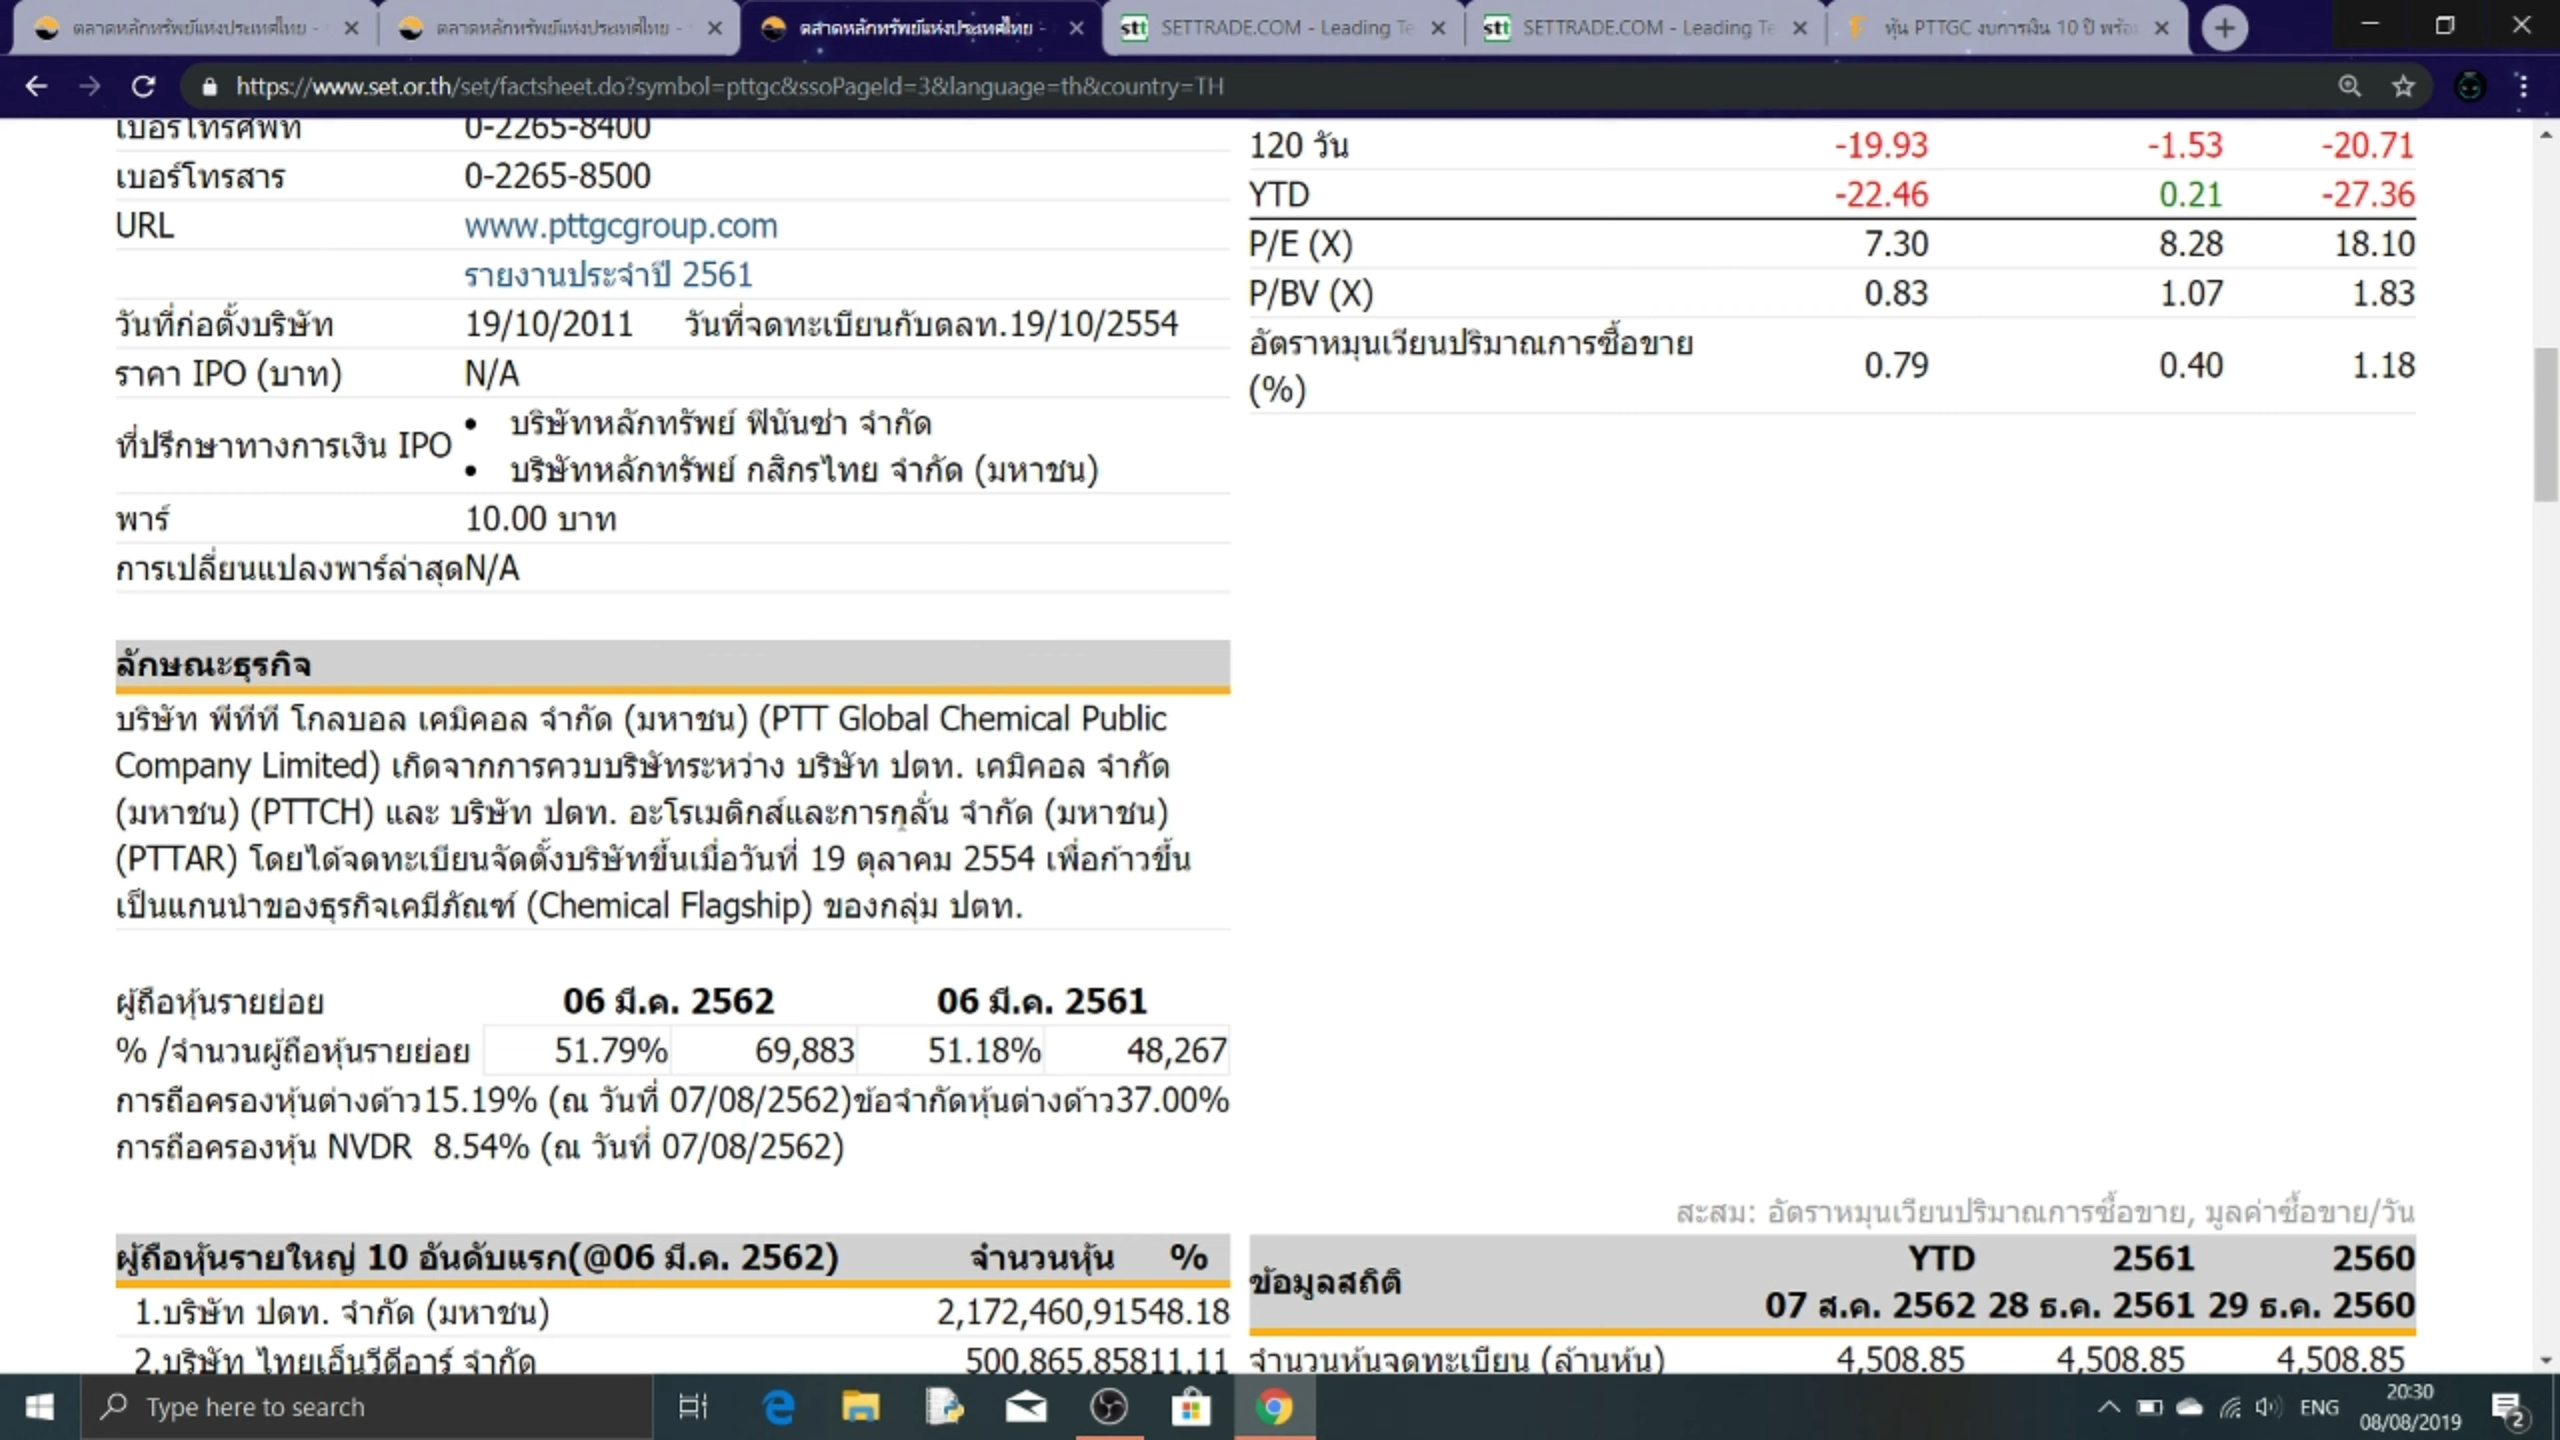 ตลาดหลักทรัพย์แห่งประเทศไทย -
ตลาดหลักทรัพย์แห่งประเทศไทย -
ตลาดหลักทรัพย์แห่งประเทศไทย -
stt SETTRADE.COM - Leading Te
stt SETTRADE.COM - Leading Te
หุ้น PTTGC งบการเงิน 10 ปี พร้อ
https://www.set.or.th/set/factsheet.do?symbol=pttgc&ssoPageId=3&language=th&country=TH
เบอร์โทรศัพท์ 0-2265-8400
เบอร์โทรสาร 0-2265-8500
URL www.pttgcgroup.com
รายงานประจำปี 2561
วันที่ก่อตั้งบริษัท 19/10/2011 วันที่จดทะเบียนกับตลท.19/10/2554
ราคา IPO (บาท) N/A
ที่ปรึกษาทางการเงิน IPO
• บริษัทหลักทรัพย์ ฟินันซ่า จำกัด
• บริษัทหลักทรัพย์ กสิกรไทย จำกัด (มหาชน)
พาร์ 10.00 บาท
การเปลี่ยนแปลงพาร์ล่าสุด N/A
120 วัน -19.93 -1.53 -20.71
YTD -22.46 0.21 -27.36
P/E (X) 7.30 8.28 18.10
P/BV (X) 0.83 1.07 1.83
อัตราหมุนเวียนปริมาณการซื้อขาย
(%) 0.79 0.40 1.18
ลักษณะธุรกิจ
บริษัท พีทีที โกลบอล เคมิคอล จำกัด (มหาชน) (PTT Global Chemical Public
Company Limited) เกิดจากการควบบริษัทระหว่าง บริษัท ปตท. เคมิคอล จำกัด
(มหาชน) (PTTCH) และ บริษัท ปตท. อะโรเมติกส์และการกลั่น จำกัด (มหาชน)
(PTTAR) โดยได้จดทะเบียนจัดตั้งบริษัทขึ้นเมื่อวันที่ 19 ตุลาคม 2554 เพื่อก้าวขึ้น
เป็นแกนนำของธุรกิจเคมีภัณฑ์ (Chemical Flagship) ของกลุ่ม ปตท.
ผู้ถือหุ้นรายย่อย 06 มี.ค. 2562 06 มี.ค. 2561
% /จำนวนผู้ถือหุ้นรายย่อย 51.79% 69,883 51.18% 48,267
การถือครองหุ้นต่างด้าว 15.19% (ณ วันที่ 07/08/2562) ข้อจำกัดหุ้นต่างด้าว 37.00%
การถือครองหุ้น NVDR 8.54% (ณ วันที่ 07/08/2562)
ผู้ถือหุ้นรายใหญ่ 10 อันดับแรก(@06 มี.ค. 2562) จำนวนหุ้น %
1.บริษัท ปตท. จำกัด (มหาชน) 2,172,460,915 48.18
2.บริษัท ไทยเอ็นวีดีอาร์ จำกัด 500,865,858 11.11
สะสม: อัตราหมุนเวียนปริมาณการซื้อขาย, มูลค่าซื้อขาย/วัน
ข้อมูลสถิติ YTD 2561 2560
07 ส.ค. 2562 28 ธ.ค. 2561 29 ธ.ค. 2560
จำนวนหุ้นจดทะเบียน (ล้านหุ้น) 4,508.85 4,508.85 4,508.85
Type here to search
ENG
20:30
08/08/2019
2